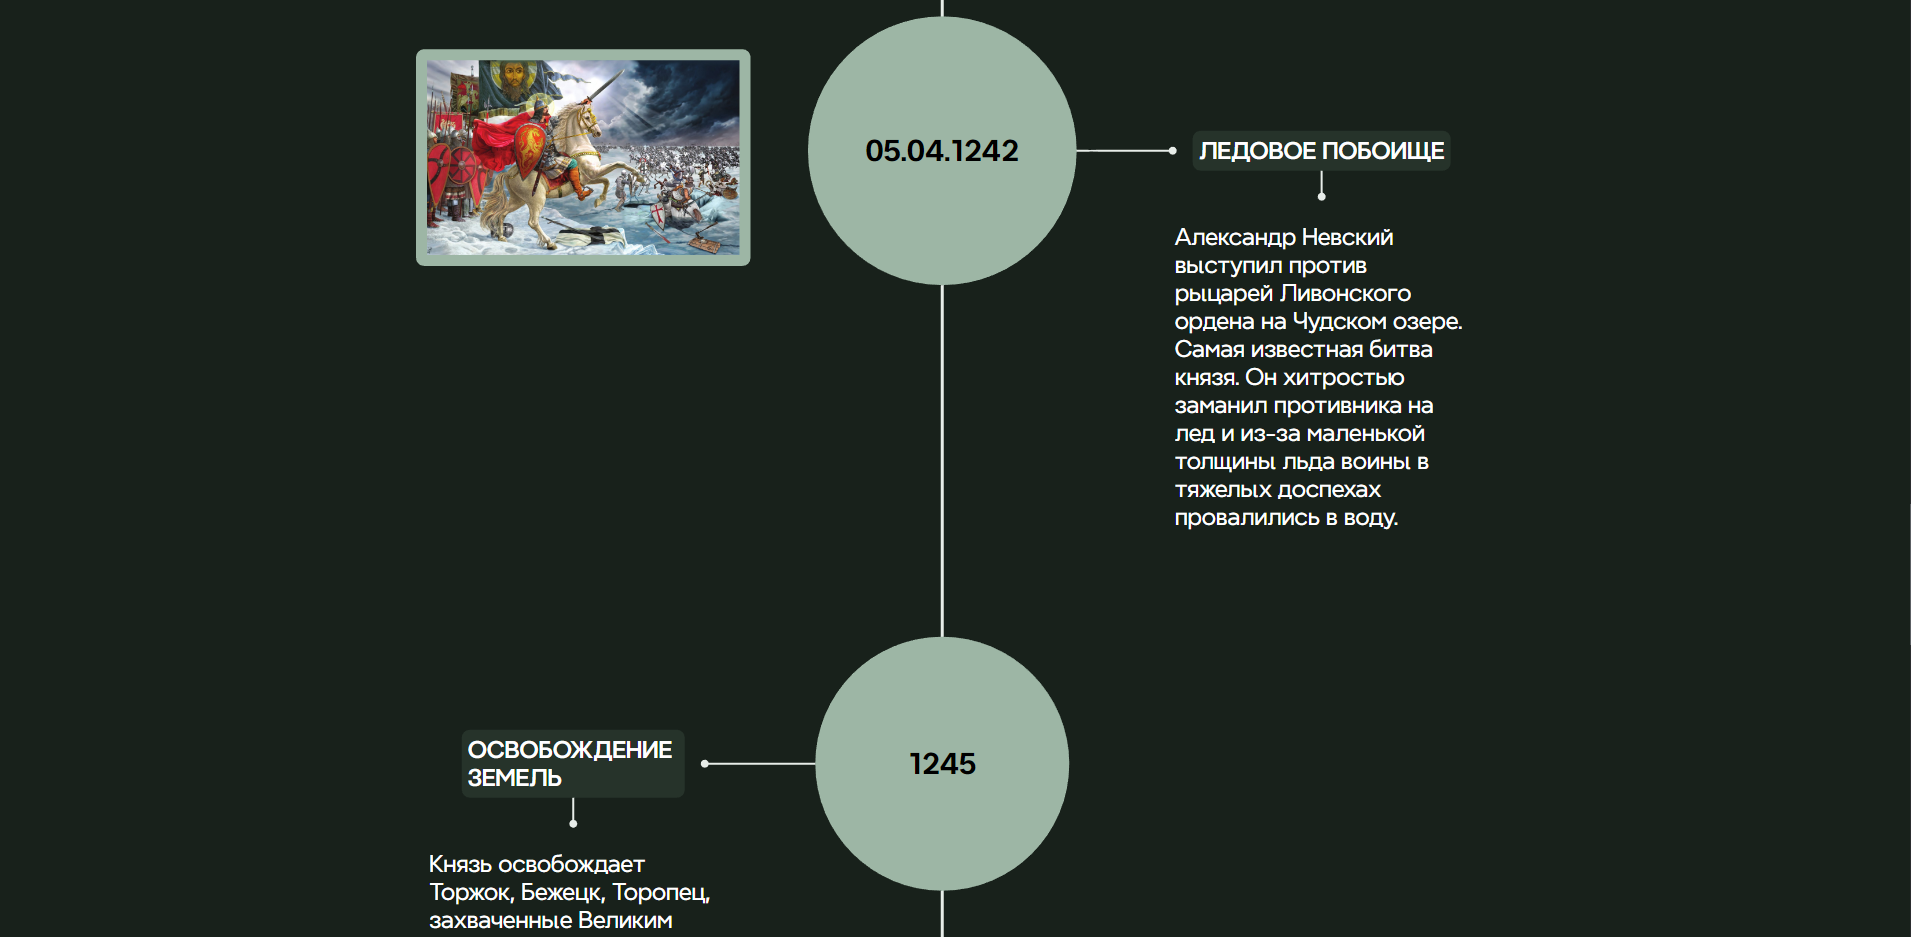 05.04.1242
ЛЕДОВОЕ ПОБОИЩЕ
Александр Невский
выступил против
рыцарей Ливонского
ордена на Чудском озере.
Самая известная битва
князя. Он хитростью
заманил противника на
лед и из-за маленькой
толщины льда воины в
тяжелых доспехах
провалились в воду.
1245
ОСВОБОЖДЕНИЕ
ЗЕМЕЛЬ
Князь освобождает
Торжок, Бежецк, Торопец,
захваченные Великим